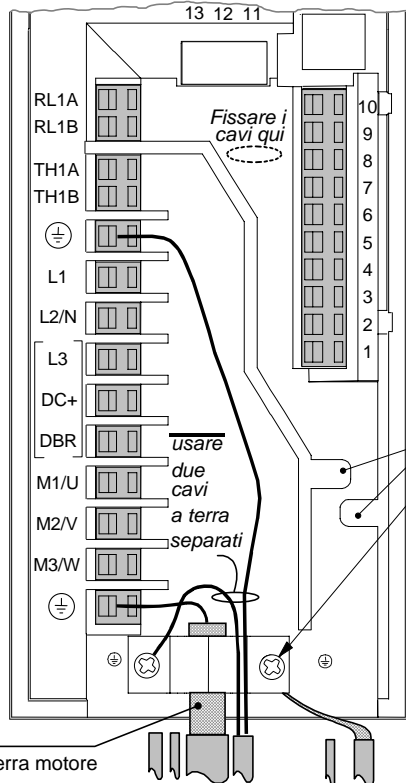 13 12 11
RL1A
RL1B
TH1A
TH1B
L1
L2/N
L3
DC+
DBR
M1/U
M2/V
M3/W
Fissare i
cavi qui
10
9
8
7
6
5
4
3
2
1
usare
due
cavi
a terra
separati
erra motore